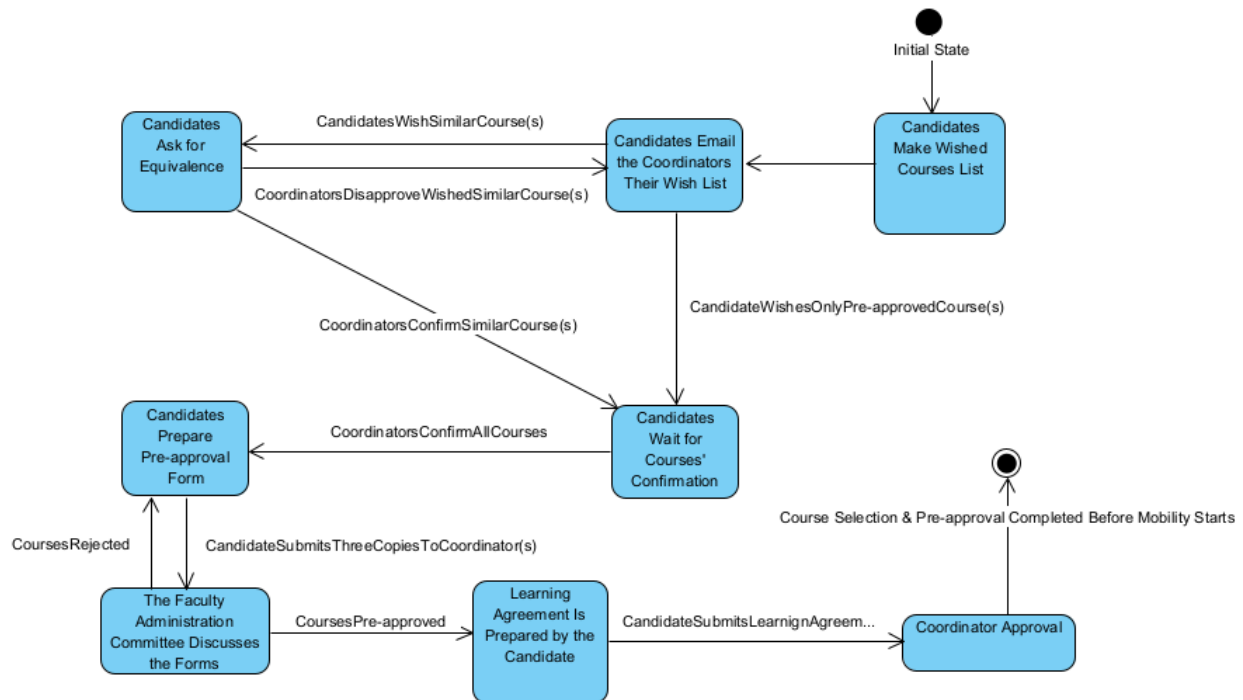 Initial State
Candidates
Make Wished
Courses List
Candidates Email
the Coordinators
Their Wish List
CandidatesWishSimilarCourse(s)
Candidates
Ask for
Equivalence
CoordinatorsDisapproveWishedSimilarCourse(s)
CandidateWishesOnlyPre-approvedCourse(s)
CoordinatorsConfirmSimilarCourse(s)
Candidates
Wait for
Courses'
Confirmation
CoordinatorsConfirmAllCourses
Candidates
Prepare
Pre-approval
Form
CoursesRejected
CandidateSubmitsThreeCopiesToCoordinator(s)
The Faculty
Administration
Committee Discusses
the Forms
CoursesPre-approved
Learning
Agreement Is
Prepared by the
Candidate
CandidateSubmitsLearnignAgreem...
Coordinator Approval
Course Selection & Pre-approval Completed Before Mobility Starts